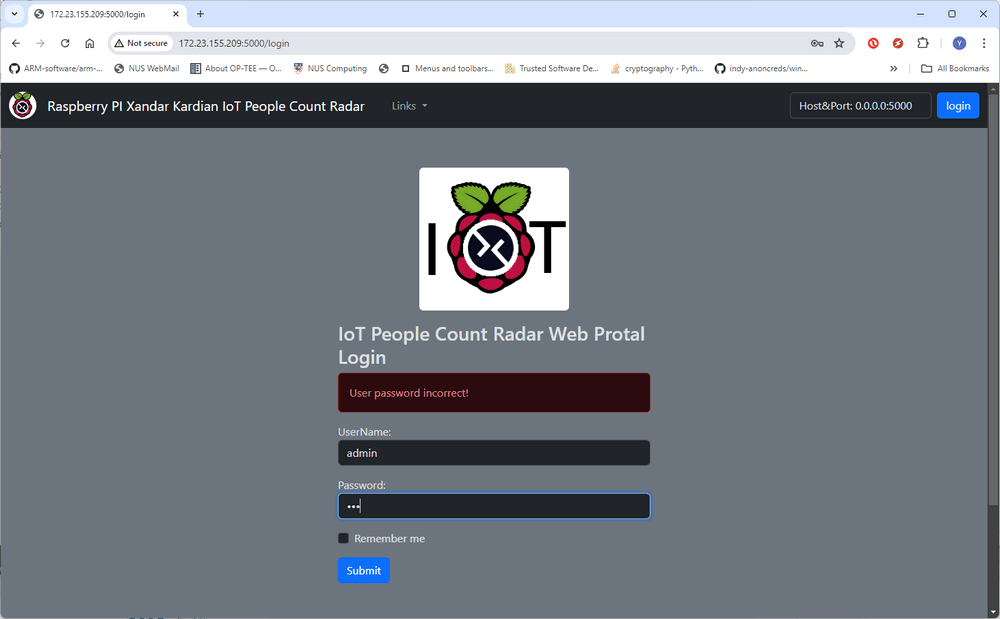 172.23.155.209:5000/login
Not secure
172.23.155.209:5000/login
Y
ARM-software/arm-...
NUS WebMail
About OP-TEE — O...
NUS Computing
Menus and toolbars...
Trusted Software De...
cryptography - Pyth...
indy-anoncreds/win...
All Bookmarks
Raspberry PI Xandar Kardian IoT People Count Radar
Links
Host&Port: 0.0.0.0:5000
login
IOT
IoT People Count Radar Web Protal
Login
User password incorrect!
UserName:
admin
Password:
Remember me
Submit